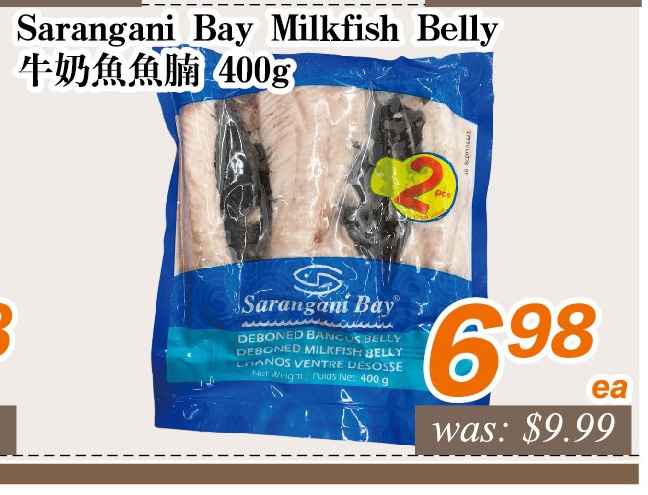 Sarangani Bay Milkfish Belly
牛奶魚魚腩 400g
2
pcs
Sarangani Bay®
DEBONED BANGUS BELLY
DEBONED MILKFISH BELLY
CHANOS VENTRE DÉSOSSÉ
Net Weight / Poids Net: 400 g
6.98
ea
was: $9.99